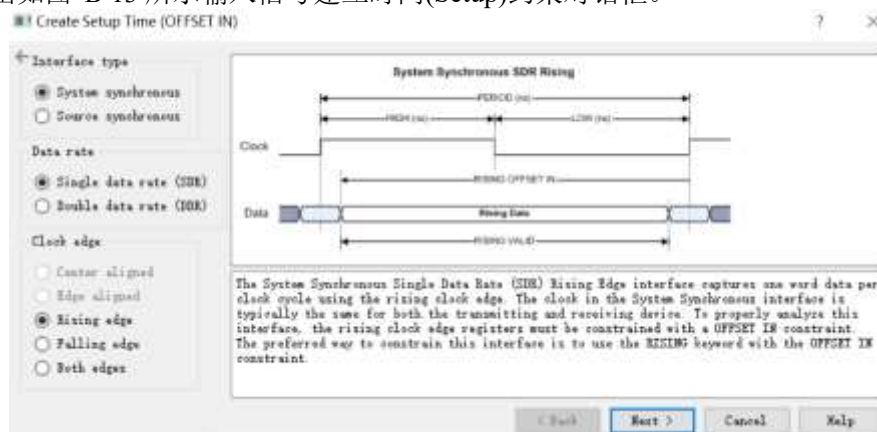 Create Setup Time (OFFSET IN)
Interface type
System synchronous
Source synchronous
Data rate
Single data rate (SDR)
Double data rate (DDR)
Clock edge
Center aligned
Edge aligned
Rising edge
Falling edge
Both edges
System Synchronous SDR Rising
PERIOD (ns)
HIGH (ns)
LOW (ns)
Clock
RISING OFFSET IN
Data
Rising Data
RISING VALID
The System Synchronous Single Data Rate (SDR) Rising Edge interface captures one word data per
clock cycle using the rising clock edge. The clock in the System Synchronous interface is
typically the same for both the transmitting and receiving device. To properly analyze this
interface, the rising clock edge registers must be constrained with a OFFSET IN constraint.
The preferred way to constrain this interface is to use the RISING keyword with the OFFSET IN
constraint.
< Back
Next >
Cancel
Help